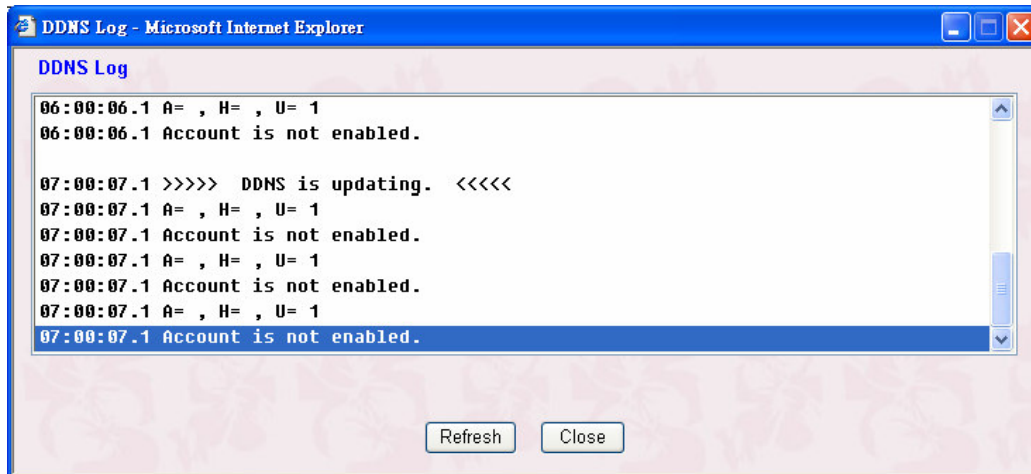 DDNS Log - Microsoft Internet Explorer
DDNS Log
06:00:06.1 A= , H= , U= 1
06:00:06.1 Account is not enabled.
07:00:07.1 >>>>>  DDNS is updating.  <<<<<
07:00:07.1 A= , H= , U= 1
07:00:07.1 Account is not enabled.
07:00:07.1 A= , H= , U= 1
07:00:07.1 Account is not enabled.
07:00:07.1 A= , H= , U= 1
07:00:07.1 Account is not enabled.
Refresh Close